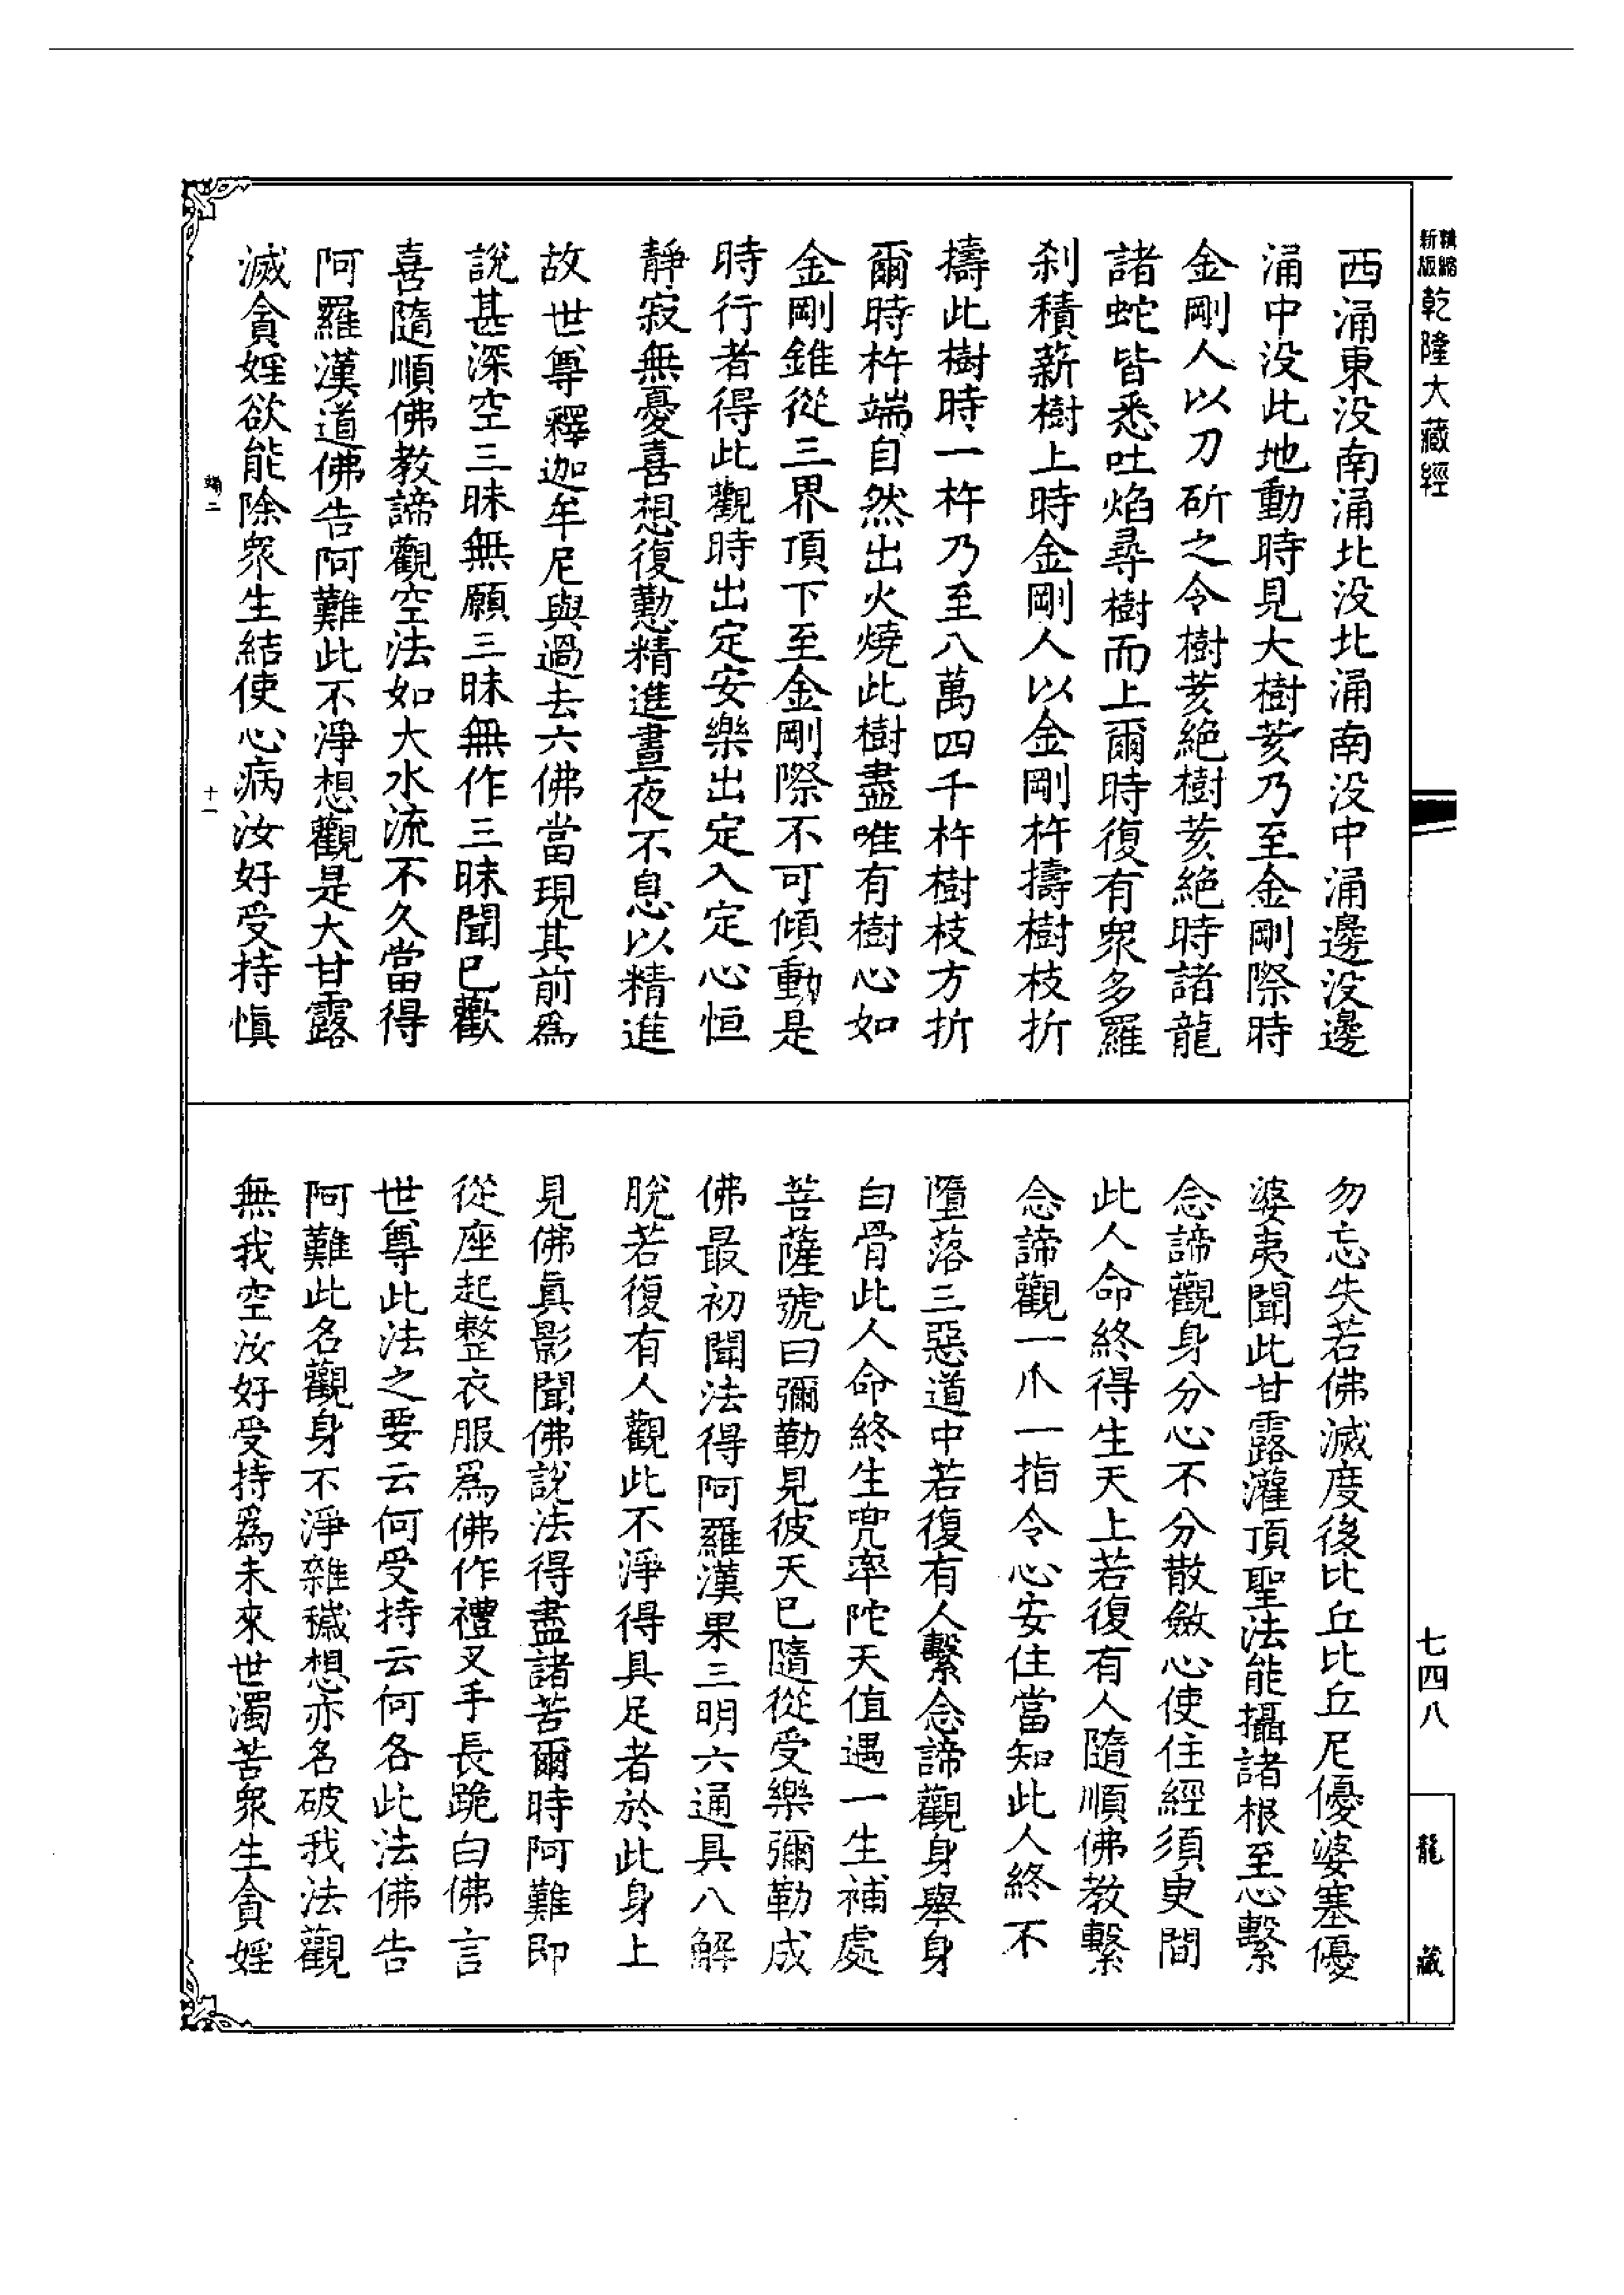 精縮新版乾隆大藏經
西涌東没南涌北没北涌南没中涌邊没邊
涌中没此地動時見大樹荄乃至金剛際時
金剛人以刀斫之令樹荄絶樹荄絶時諸龍
諸蛇皆悉吐焰尋樹而上爾時復有衆多羅
刹積薪樹上時金剛人以金剛杵擣樹枝折
擣此樹時一杵乃至八萬四千杵樹枝方折
爾時杵端自然出火燒此樹盡唯有樹心如
金剛錐從三界頂下至金剛際不可傾動是
時行者得此觀時出定安樂出定入定心恒
靜寂無憂喜想復懃精進晝夜不息以精進
故世尊釋迦牟尼與過去六佛當現其前爲
說甚深空三昧無願三昧無作三昧聞已歡
喜隨順佛教諦觀空法如大水流不久當得
阿羅漢道佛告阿難此不淨想觀是大甘露
滅貪婬欲能除衆生結使心病汝好受持愼
十一
勿忘失若佛滅度後比丘比丘尼優婆塞優
婆夷聞此甘露灌頂聖法能攝諸根至心繫
念諦觀身分心不分散斂心使住經須臾間
此人命終得生天上若復有人隨順佛教繫
念諦觀一爪一指令心安住當知此人終不
墮落三惡道中若復有人繫念諦觀身舉身
白骨此人命終生兜率陀天值遇一生補處
菩薩號曰彌勒見彼天已隨從受樂彌勒成
佛最初聞法得阿羅漢果三明六通具八解
脫若復有人觀此不淨得具足者於此身上
見佛眞影聞佛說法得盡諸苦爾時阿難即
從座起整衣服爲佛作禮叉手長跪白佛言
世尊此法之要云何受持云何名此法佛告
阿難此名觀身不淨雜穢想亦名破我法觀
無我空汝好受持爲未來世濁苦衆生貪婬
七四八
龍藏